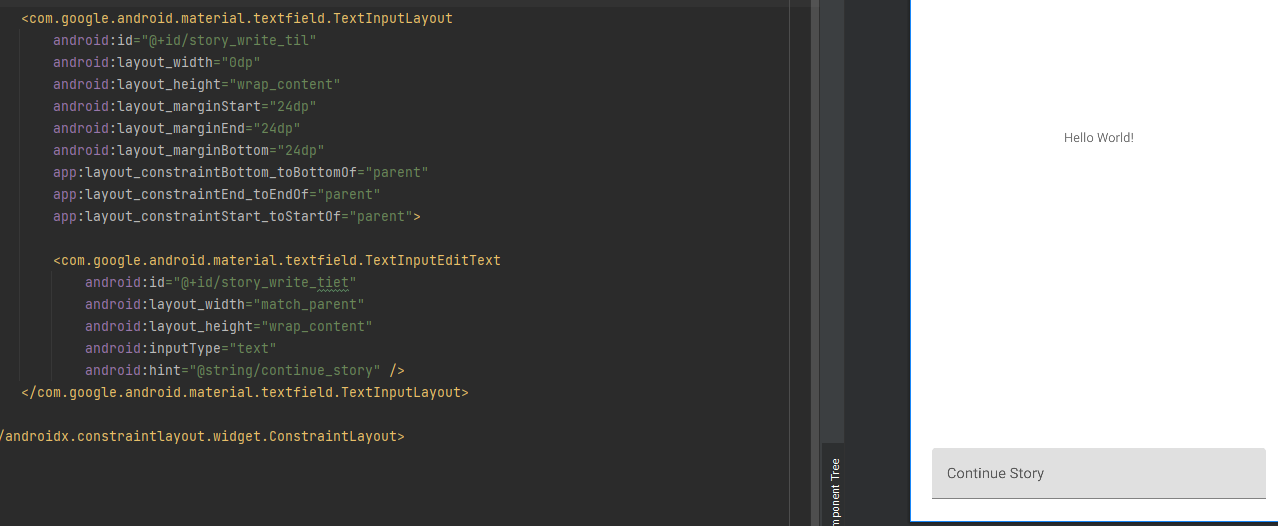 <com.google.android.material.textfield.TextInputLayout
android:id="@+id/story_write_til"
android:layout_width="0dp"
android:layout_height="wrap_content"
android:layout_marginStart="24dp"
android:layout_marginEnd="24dp"
android:layout_marginBottom="24dp"
app:layout_constraintBottom_toBottomOf="parent"
app:layout_constraintEnd_toEndOf="parent"
app:layout_constraintStart_toStartOf="parent">
<com.google.android.material.textfield.TextInputEditText
android:id="@+id/story_write_tiet"
android:layout_width="match_parent"
android:layout_height="wrap_content"
android:inputType="text"
android:hint="@string/continue_story" />
</com.google.android.material.textfield.TextInputLayout>
/androidx.constraintlayout.widget.ConstraintLayout>
mponent Tree
Hello World!
Continue Story